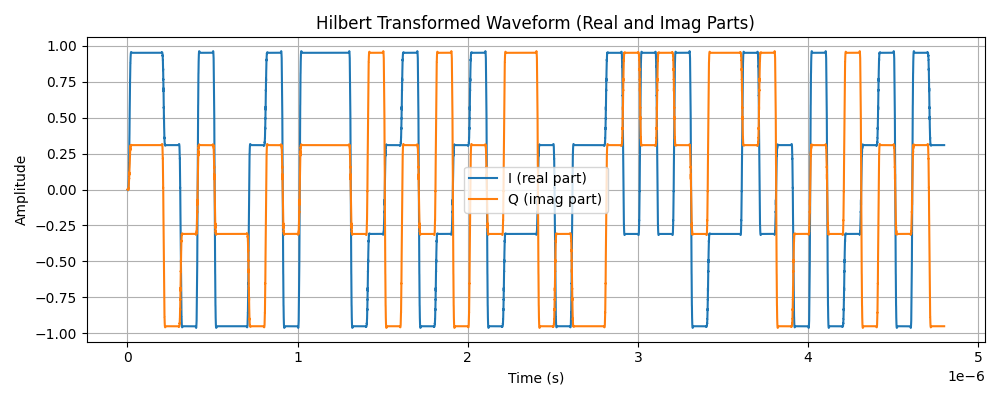 Hilbert Transformed Waveform (Real and Imag Parts)
Amplitude
1.00
0.75
0.50
0.25
0.00
−0.25
−0.50
−0.75
−1.00
I (real part)
Q (imag part)
0 1 2 3 4 5
1e−6
Time (s)